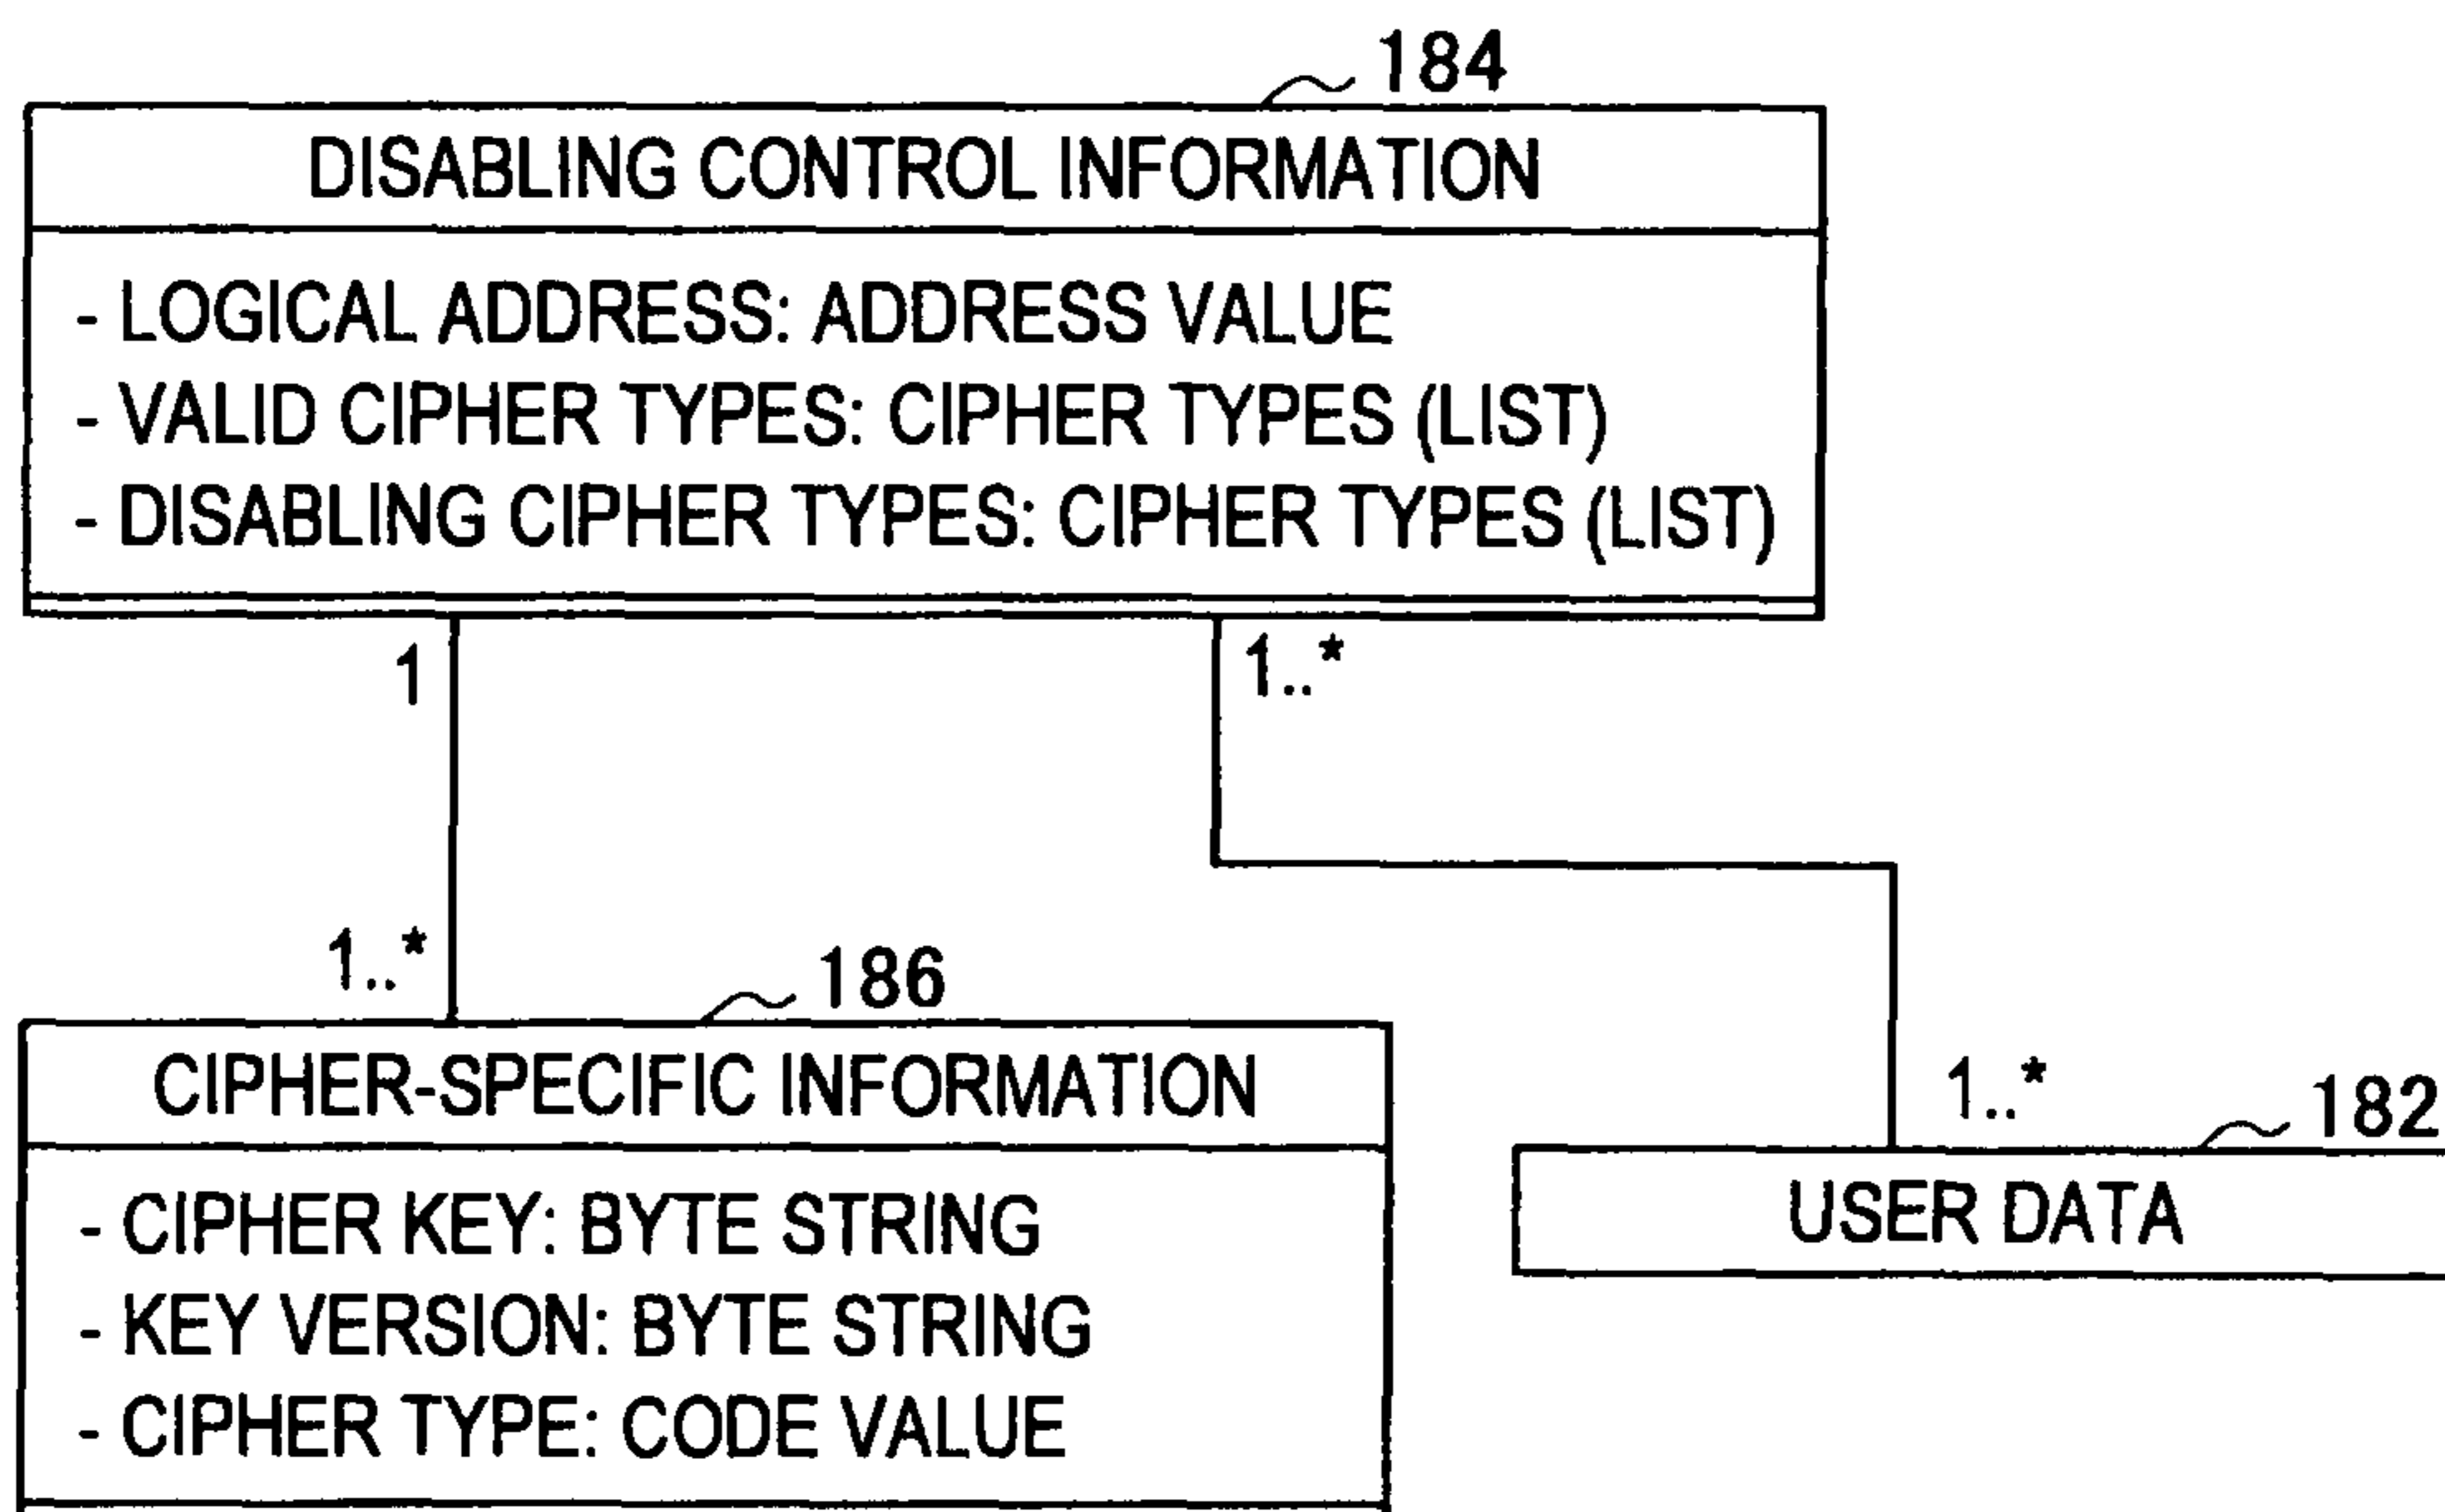 184
DISABLING CONTROL INFORMATION
- LOGICAL ADDRESS: ADDRESS VALUE
- VALID CIPHER TYPES: CIPHER TYPES (LIST)
- DISABLING CIPHER TYPES: CIPHER TYPES (LIST)
1
1..*
1..*
186
CIPHER-SPECIFIC INFORMATION
- CIPHER KEY: BYTE STRING
- KEY VERSION: BYTE STRING
- CIPHER TYPE: CODE VALUE
1..*
182
USER DATA